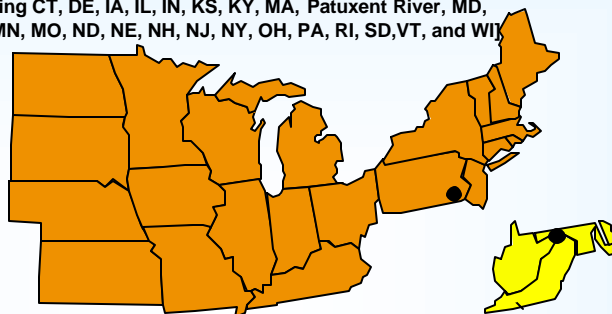 ing CT, DE, IA, IL, IN, KS, KY, MA, Patuxent River, MD,
MN, MO, ND, NE, NH, NJ, NY, OH, PA, RI, SD,VT, and WI]